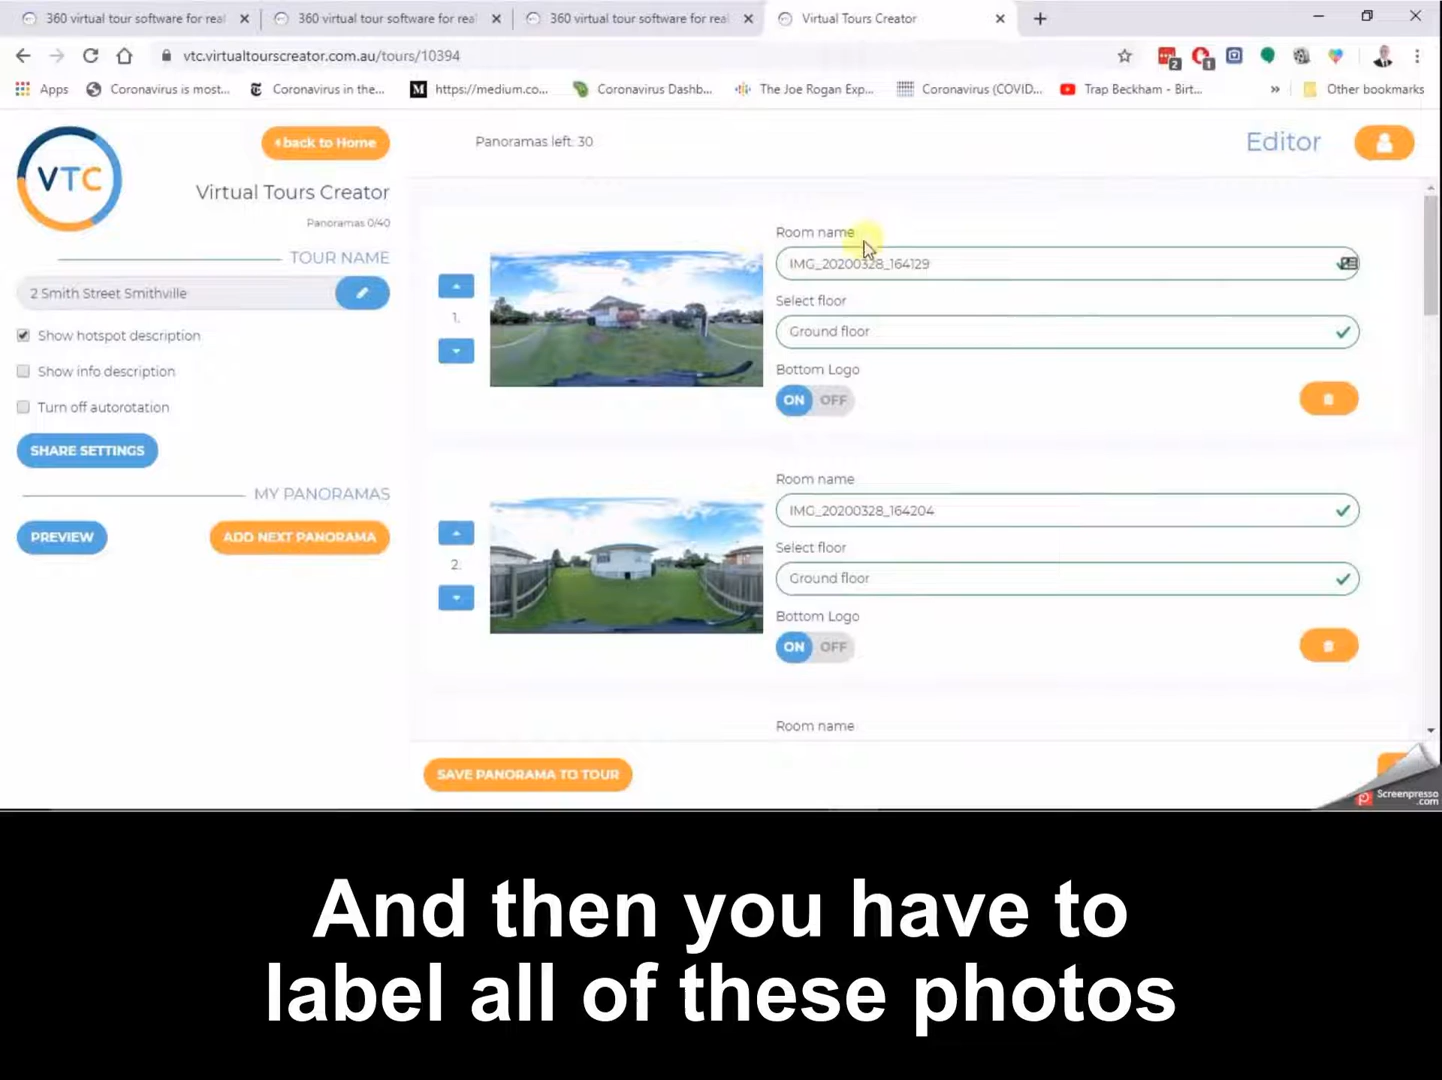 360 virtual tour software for real
360 virtual tour software for real
360 virtual tour software for real
Virtual Tours Creator
vtc.virtualtourscreator.com.au/tours/10394
2
1
Apps
Coronavirus is most...
Coronavirus in the...
https://medium.co...
Coronavirus Dashb...
The Joe Rogan Exp...
Coronavirus (COVID...
Trap Beckham - Birt...
»
Other bookmarks
VTC
back to Home
Virtual Tours Creator
Panoramas 0/40
TOUR NAME
2 Smith Street Smithville
Show hotspot description
Show info description
Turn off autorotation
SHARE SETTINGS
MY PANORAMAS
PREVIEW
ADD NEXT PANORAMA
Panoramas left: 30
Editor
1.
Room name
IMG_20200328_164129
Select floor
Ground floor
Bottom Logo
ON OFF
2.
Room name
IMG_20200328_164204
Select floor
Ground floor
Bottom Logo
ON OFF
Room name
SAVE PANORAMA TO TOUR
Screenpresso
.com
And then you have to
label all of these photos